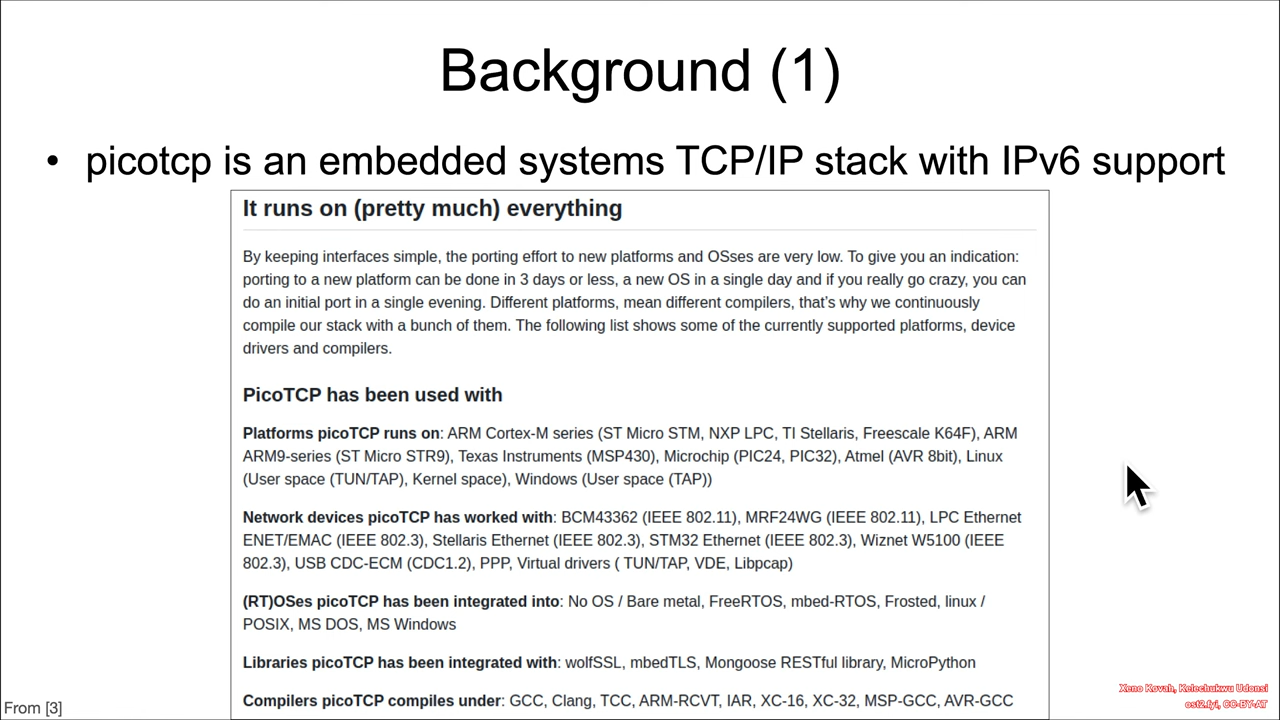 Background (1)
• picotcp is an embedded systems TCP/IP stack with IPv6 support
It runs on (pretty much) everything
By keeping interfaces simple, the porting effort to new platforms and OSses are very low. To give you an indication:
porting to a new platform can be done in 3 days or less, a new OS in a single day and if you really go crazy, you can
do an initial port in a single evening. Different platforms, mean different compilers, that’s why we continuously
compile our stack with a bunch of them. The following list shows some of the currently supported platforms, device
drivers and compilers.
PicoTCP has been used with
Platforms picoTCP runs on: ARM Cortex-M series (ST Micro STM, NXP LPC, TI Stellaris, Freescale K64F), ARM
ARM9-series (ST Micro STR9), Texas Instruments (MSP430), Microchip (PIC24, PIC32), Atmel (AVR 8bit), Linux
(User space (TUN/TAP), Kernel space), Windows (User space (TAP))
Network devices picoTCP has worked with: BCM43362 (IEEE 802.11), MRF24WG (IEEE 802.11), LPC Ethernet
ENET/EMAC (IEEE 802.3), Stellaris Ethernet (IEEE 802.3), STM32 Ethernet (IEEE 802.3), Wiznet W5100 (IEEE
802.3), USB CDC-ECM (CDC1.2), PPP, Virtual drivers ( TUN/TAP, VDE, Libpcap)
(RT)OSes picoTCP has been integrated into: No OS / Bare metal, FreeRTOS, mbed-RTOS, Frosted, linux /
POSIX, MS DOS, MS Windows
Libraries picoTCP has been integrated with: wolfSSL, mbedTLS, Mongoose RESTful library, MicroPython
Compilers picoTCP compiles under: GCC, Clang, TCC, ARM-RCVT, IAR, XC-16, XC-32, MSP-GCC, AVR-GCC
From [3]
Xeno Kovah, Kelechukwu Udonsi
ost2.fyi, CC-BY-AT